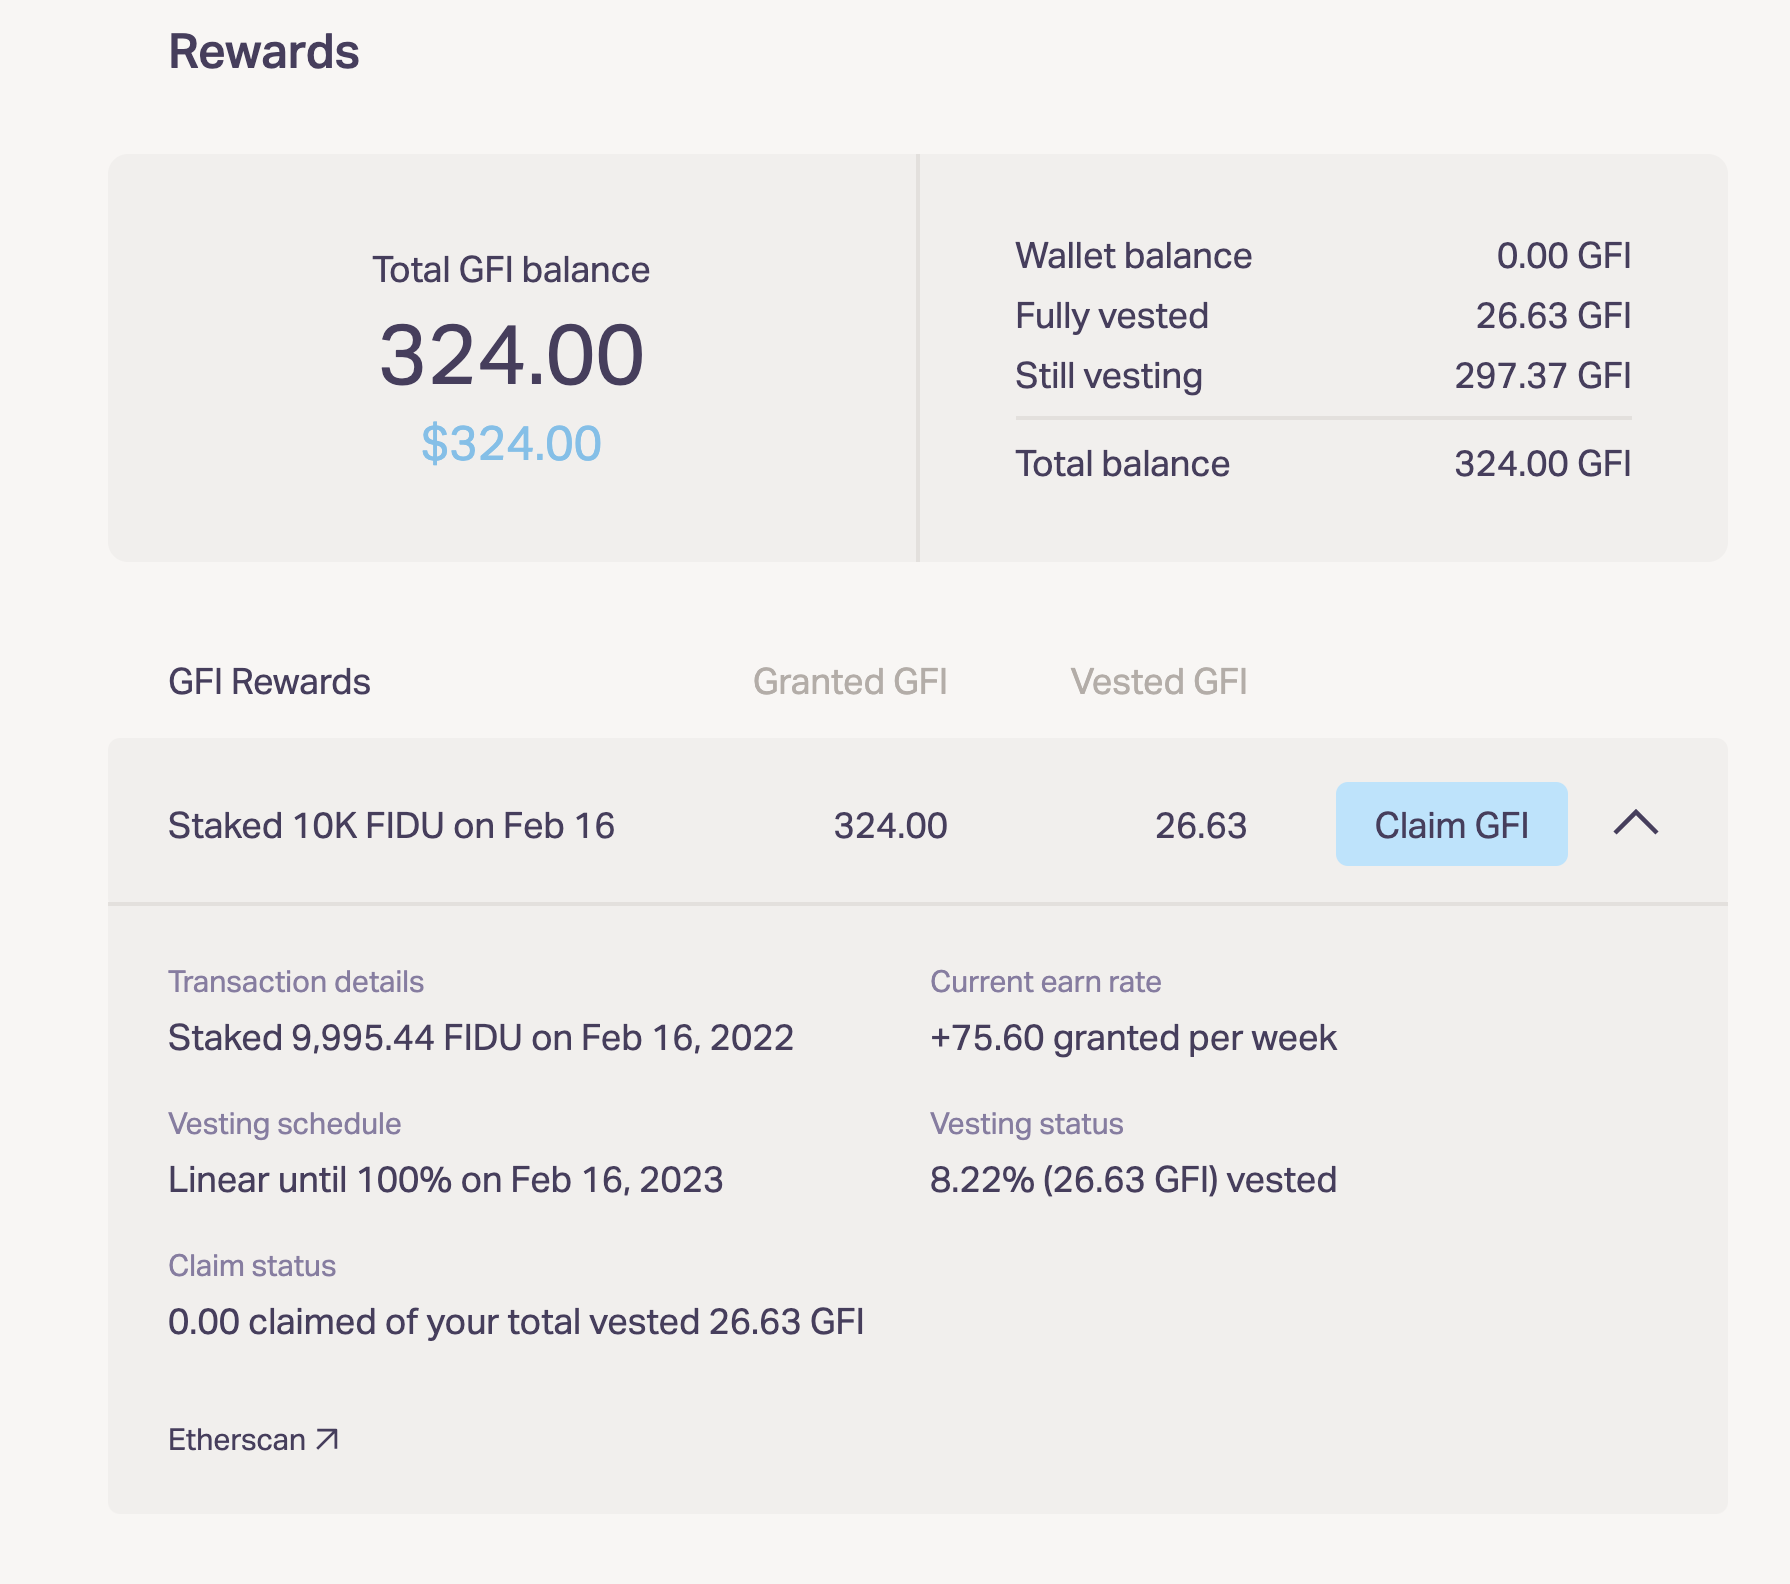 Rewards
Total GFI balance
324.00
$324.00
Wallet balance 0.00 GFI
Fully vested 26.63 GFI
Still vesting 297.37 GFI
Total balance 324.00 GFI
GFI Rewards Granted GFI Vested GFI
Staked 10K FIDU on Feb 16 324.00 26.63 Claim GFI
Transaction details
Staked 9,995.44 FIDU on Feb 16, 2022
Current earn rate
+75.60 granted per week
Vesting schedule
Linear until 100% on Feb 16, 2023
Vesting status
8.22% (26.63 GFI) vested
Claim status
0.00 claimed of your total vested 26.63 GFI
Etherscan